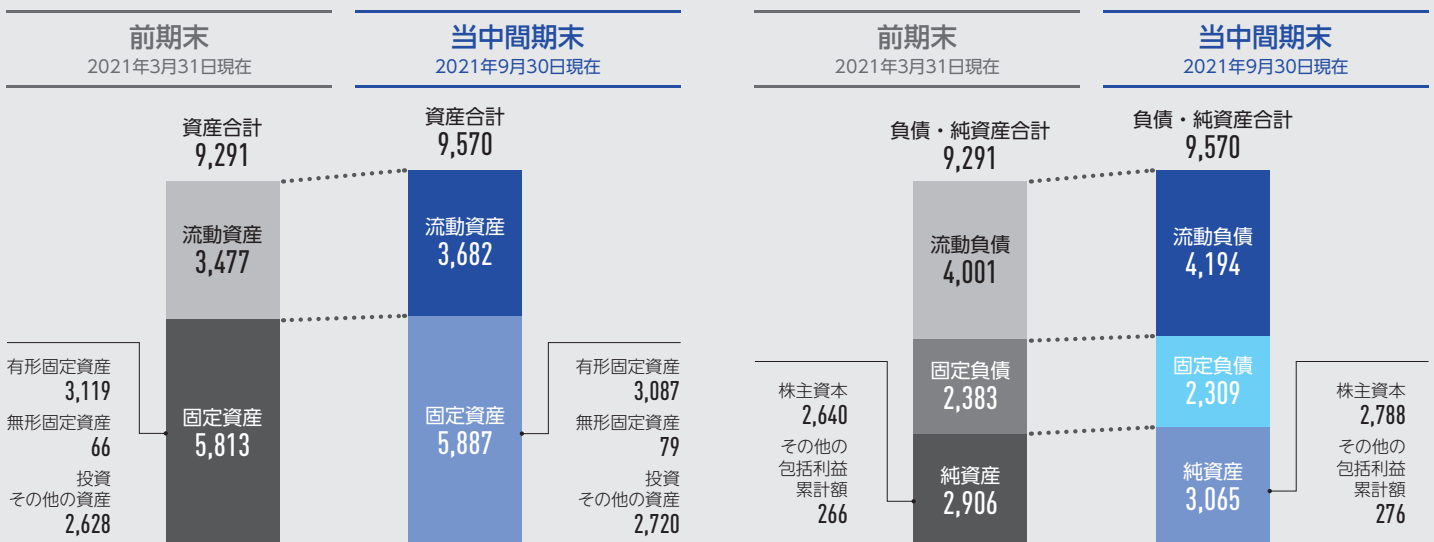 前期末
2021年3月31日現在
当中間期末
2021年9月30日現在
資産合計
9,291
資産合計
9,570
流動資産
3,477
流動資産
3,682
有形固定資産
3,119
無形固定資産
66
投資
その他の資産
2,628
固定資産
5,813
固定資産
5,887
有形固定資産
3,087
無形固定資産
79
投資
その他の資産
2,720
前期末
2021年3月31日現在
当中間期末
2021年9月30日現在
負債・純資産合計
9,291
負債・純資産合計
9,570
流動負債
4,001
流動負債
4,194
固定負債
2,383
固定負債
2,309
株主資本
2,640
その他の
包括利益
累計額
266
純資産
2,906
純資産
3,065
株主資本
2,788
その他の
包括利益
累計額
276